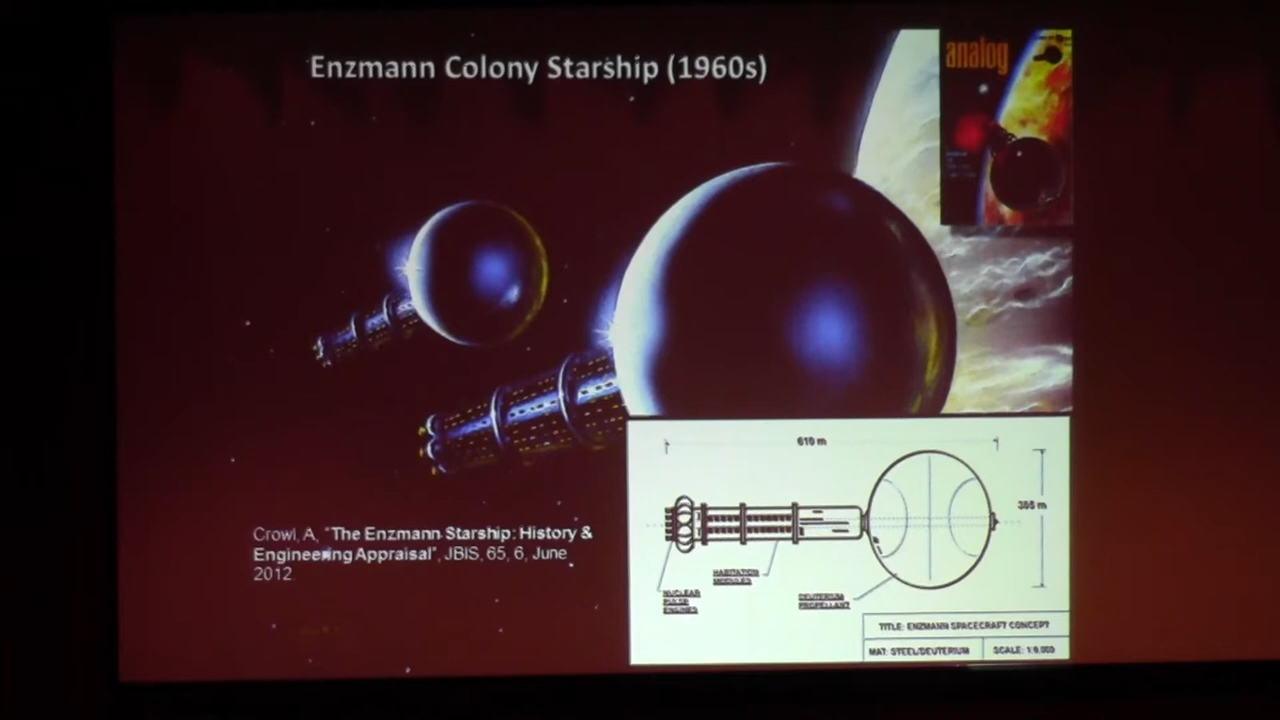 Enzmann Colony Starship (1960s)
analog
610 m
NUCLEAR
PULSE
ENGINES
HABITATION
MODULES
DEUTERIUM
PROPELLANT
TITLE: ENZMANN SPACECRAFT CONCEPT
MAT: STEEL/DEUTERIUM
Crowl, A, "The Enzmann Starship: History &
Engineering Appraisal", JBIS, 65, 6, June
2012.